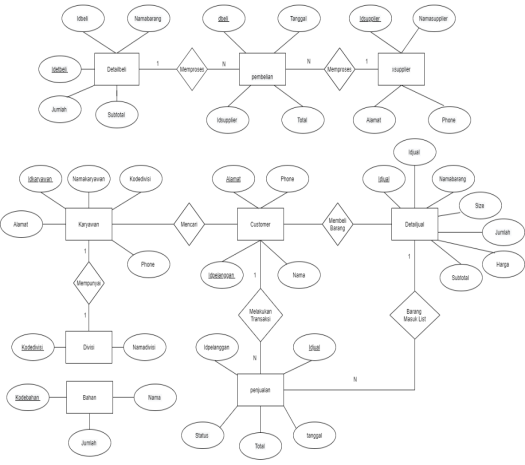 Idbeli
Namabarang
dbeli
Tanggal
Idsupplier
Namasupplier
Idetbeli
Detailbeli
1
Memproses
N
pembelian
N
Memproses
1
isupplier
Jumlah
Subtotal
Idsupplier
Total
Alamat
Phone
Idjual
Idkaryawan
Namakaryawan
Kodedivisi
Alamat
Phone
Idjual
Namabarang
Size
Alamat
Karyawan
Mencari
Customer
Membeli
Barang
Detailjual
Jumlah
Harga
Subtotal
Phone
Idpelanggan
Nama
1
Mempunyai
1
1
Melakukan
Transaksi
N
1
Barang
Masuk List
N
Kodedivisi
Divisi
Namadivisi
Idpelanggan
Idjual
Kodebahan
Bahan
Nama
penjualan
Jumlah
Status
Total
tanggal